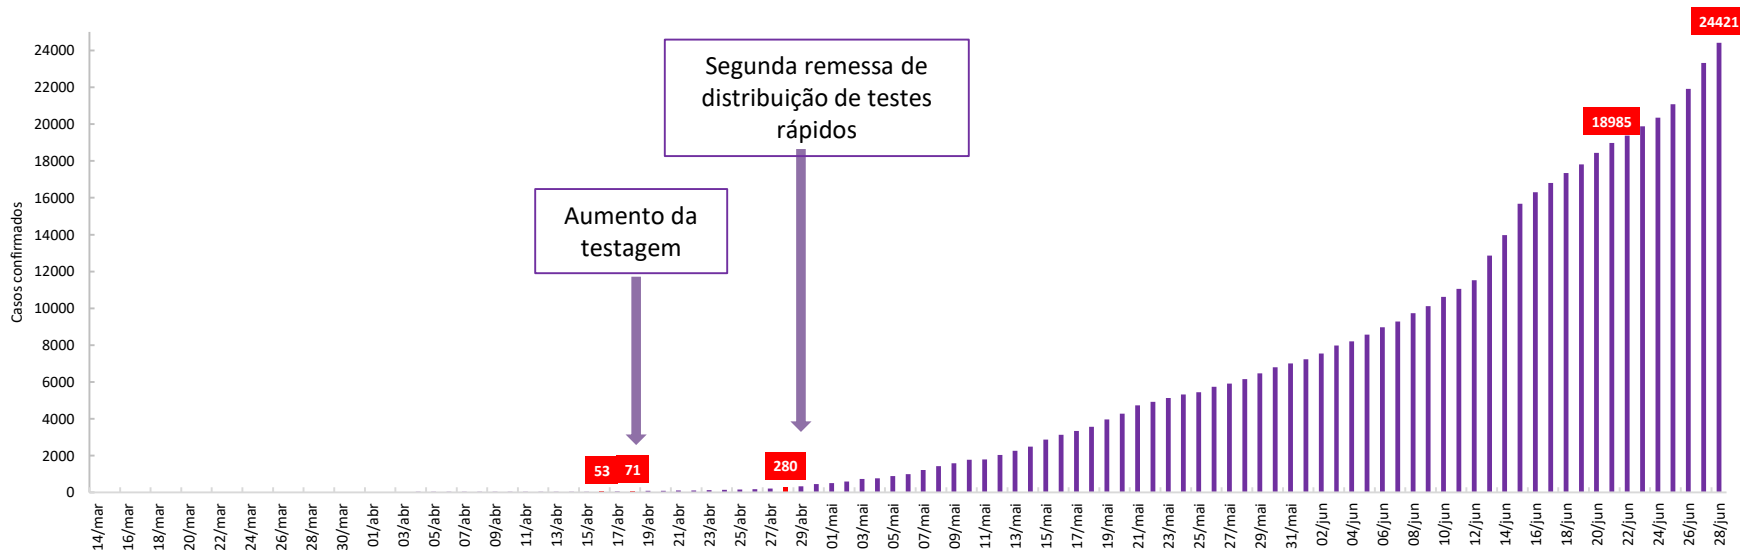 24421
24000
22000
20000
18000
16000
14000
12000
10000
8000
6000
4000
2000
0
Casos confirmados
Segunda remessa de
distribuição de testes
rápidos
Aumento da
testagem
18985
53
71
280
14/mar
16/mar
18/mar
20/mar
22/mar
24/mar
26/mar
28/mar
30/mar
01/abr
03/abr
05/abr
07/abr
09/abr
11/abr
13/abr
15/abr
17/abr
19/abr
21/abr
23/abr
25/abr
27/abr
29/abr
01/mai
03/mai
05/mai
07/mai
09/mai
11/mai
13/mai
15/mai
17/mai
19/mai
21/mai
23/mai
25/mai
27/mai
29/mai
31/mai
02/jun
04/jun
06/jun
08/jun
10/jun
12/jun
14/jun
16/jun
18/jun
20/jun
22/jun
24/jun
26/jun
28/jun